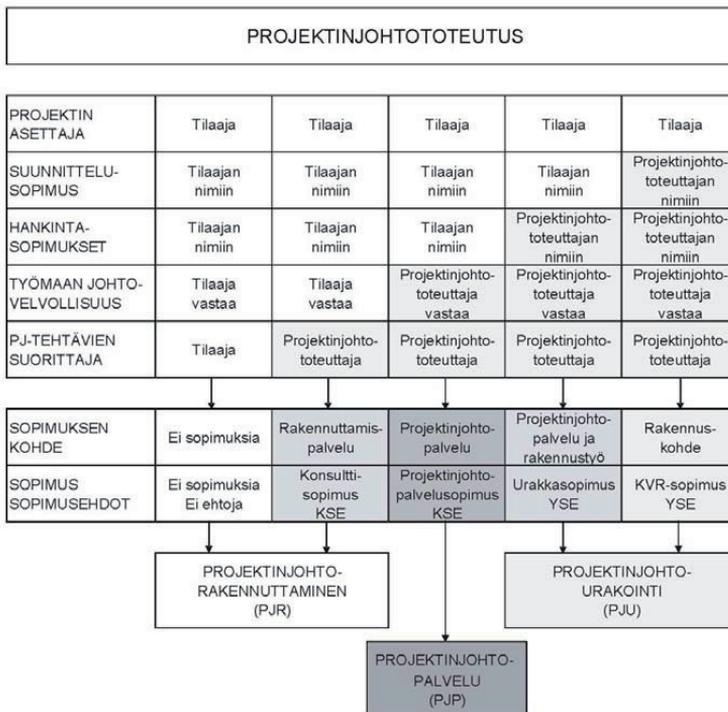 PROJEKTINJOHTOTOTEUTUS
PROJEKTIN
ASETTAJA
Tilaaja
Tilaaja
Tilaaja
Tilaaja
Tilaaja
SUUNNITTELU-
SOPIMUS
Tilaajan
nimiin
Tilaajan
nimiin
Tilaajan
nimiin
Tilaajan
nimiin
Projektinjohto-
toteuttajan
nimiin
HANKINTA-
SOPIMUKSET
Tilaajan
nimiin
Tilaajan
nimiin
Tilaajan
nimiin
Projektinjohto-
toteuttajan
nimiin
Projektinjohto-
toteuttajan
nimiin
TYÖMAAN JOHTO-
VELVOLLISUUS
Tilaaja
vastaa
Tilaaja
vastaa
Projektinjohto-
toteuttaja
vastaa
Projektinjohto-
toteuttaja
vastaa
Projektinjohto-
toteuttaja
vastaa
PJ-TEHTÄVIEN
SUORITTAJA
Tilaaja
Projektinjohto-
toteuttaja
Projektinjohto-
toteuttaja
Projektinjohto-
toteuttaja
Projektinjohto-
toteuttaja
SOPIMUKSEN
KOHDE
Ei sopimuksia
Rakennuttamis-
palvelu
Projektinjohto-
palvelu
Projektinjohto-
palvelu ja
rakennustyö
Rakennus-
kohde
SOPIMUS
SOPIMUSEHDOT
Ei sopimuksia
Ei ehtoja
Konsultti-
sopimus
KSE
Projektinjohto-
palvelusopimus
KSE
Urakkasopimus
YSE
KVR-sopimus
YSE
PROJEKTINJOHTO-
RAKENNUTTAMINEN
(PJR)
PROJEKTINJOHTO-
URAKOINTI
(PJU)
PROJEKTINJOHTO-
PALVELU
(PJP)